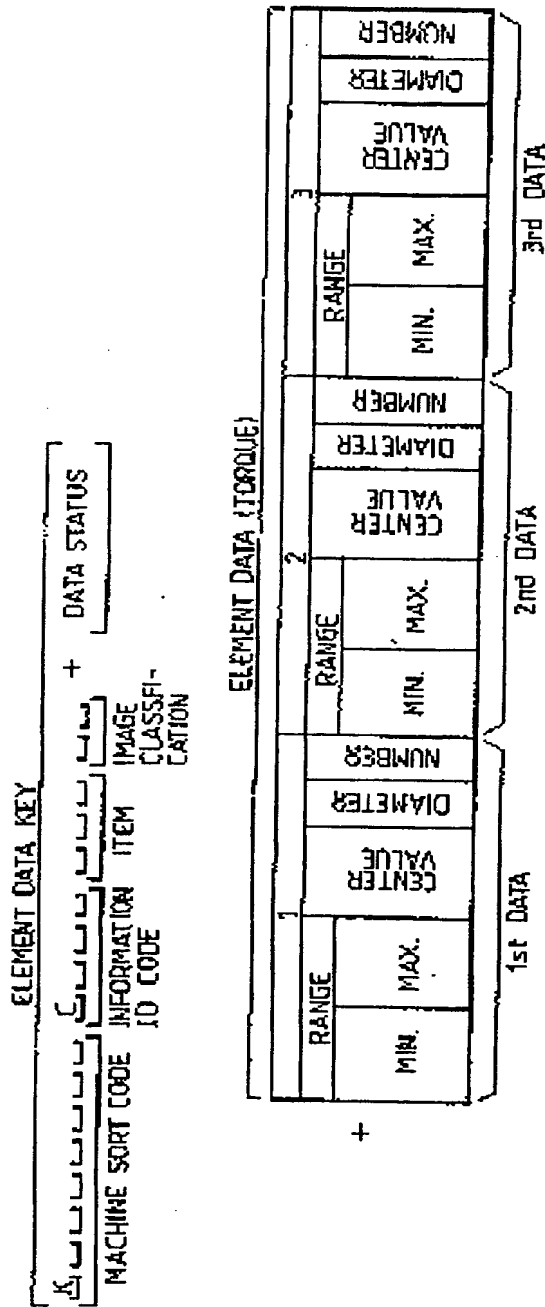 ELEMENT DATA KEY
K C + DATA STATUS
MACHINE SORT CODE INFORMATION ID CODE ITEM IMAGE CLASSFI-CATION
ELEMENT DATA (TORQUE)
1 2 3
RANGE CENTER VALUE DIAMETER NUMBER RANGE CENTER VALUE DIAMETER NUMBER RANGE CENTER VALUE DIAMETER NUMBER
+ MIN. MAX. MIN. MAX. MIN. MAX.
1st DATA 2nd DATA 3rd DATA